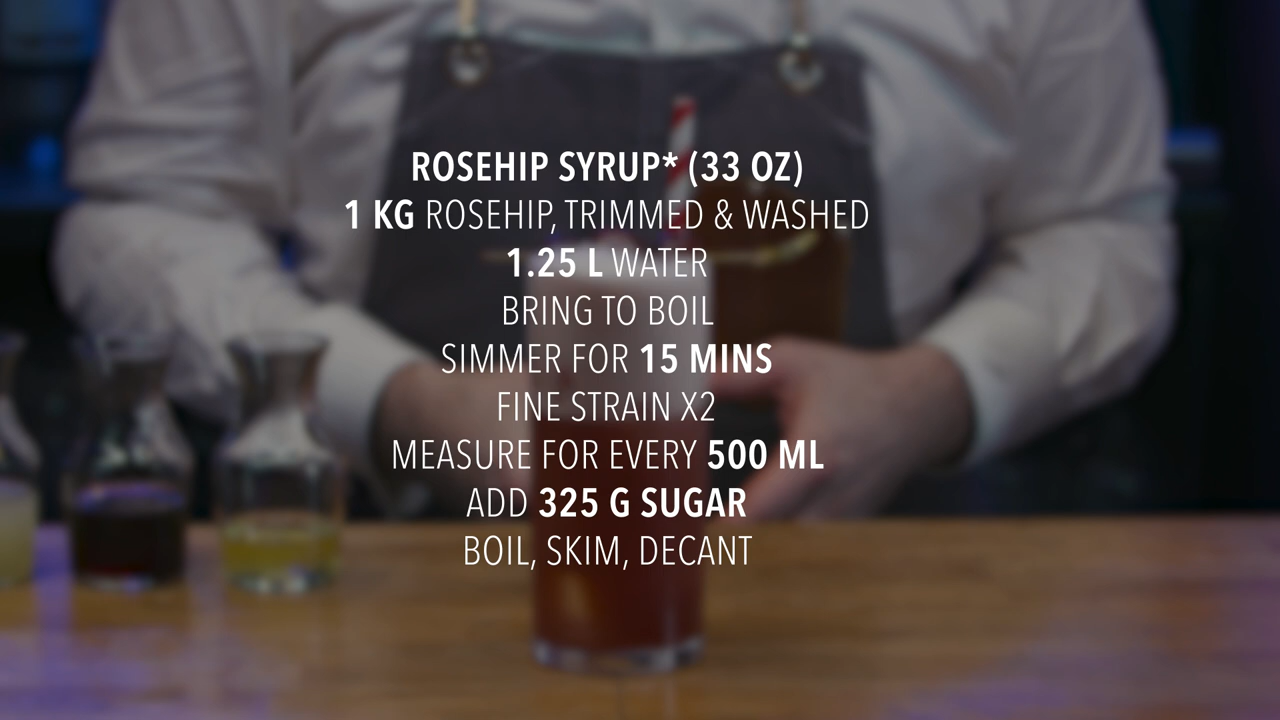 ROSEHIP SYRUP* (33 OZ)
1 KG ROSEHIP, TRIMMED & WASHED
1.25 L WATER
BRING TO BOIL
SIMMER FOR 15 MINS
FINE STRAIN X2
MEASURE FOR EVERY 500 ML
ADD 325 G SUGAR
BOIL, SKIM, DECANT